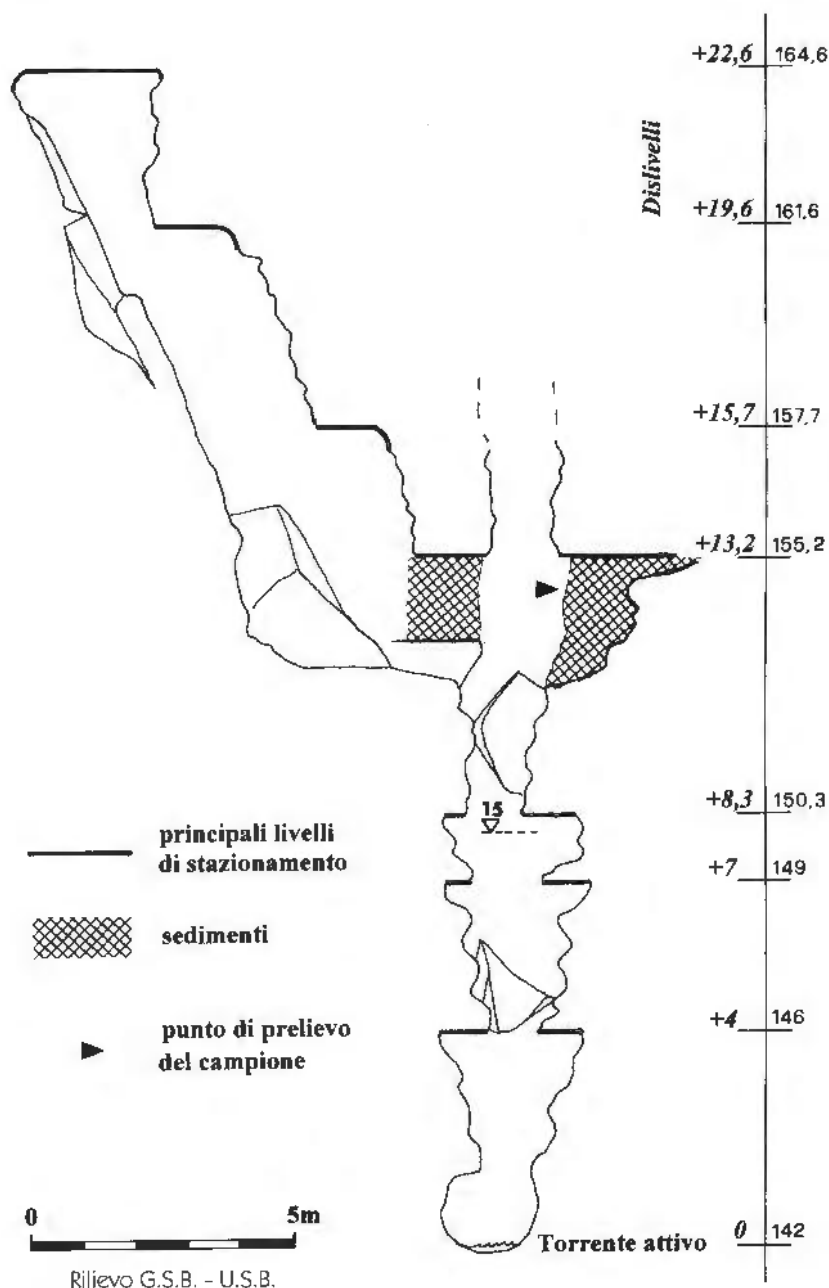 +22,6 164,6
Dislivelli
+19,6 161,6
+15,7 157,7
+13,2 155,2
+8,3 150,3
15
principali livelli
di stazionamento
+7 149
sedimenti
+4 146
punto di prelievo
del campione
0 5m
Torrente attivo 0 142
Rilievo G.S.B. - U.S.B.